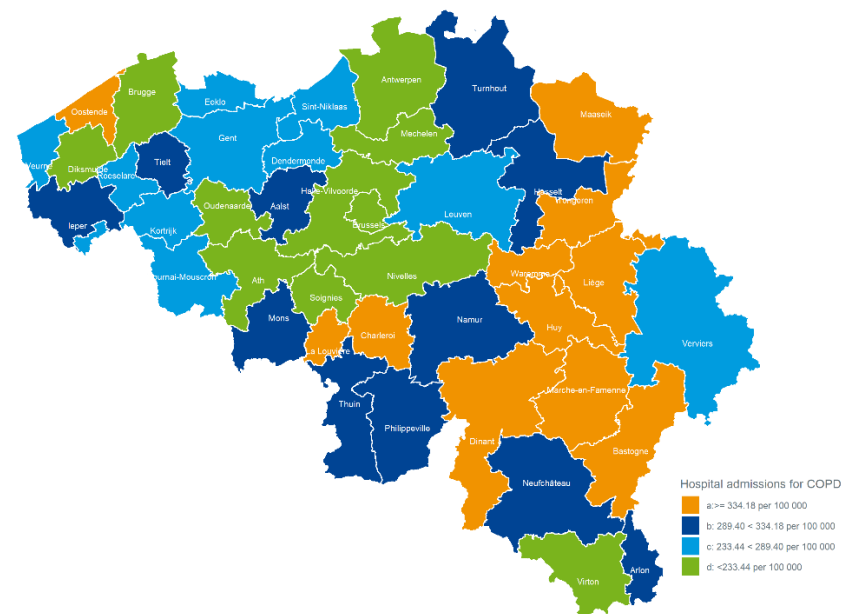 Antwerpen
Turnhout
Brugge
Eeklo
Sint-Niklaas
Oostende
Maaseik
Mechelen
Gent
Veurne
Diksmuide
Tielt
Dendermonde
Roeselare
Halle-Vilvoorde
Hasselt
Oudenaarde
Aalst
Tongeren
Leuven
Ieper
Kortrijk
Brussels
Tournai-Mouscron
Ath
Nivelles
Waremme
Liège
Soignies
Mons
Namur
Huy
Charleroi
Verviers
La Louvière
Marche-en-Famenne
Thuin
Philippeville
Dinant
Bastogne
Neufchâteau
Arlon
Virton
Hospital admissions for COPD
a:>= 334.18 per 100 000
b: 289.40 < 334.18 per 100 000
c: 233.44 < 289.40 per 100 000
d: <233.44 per 100 000